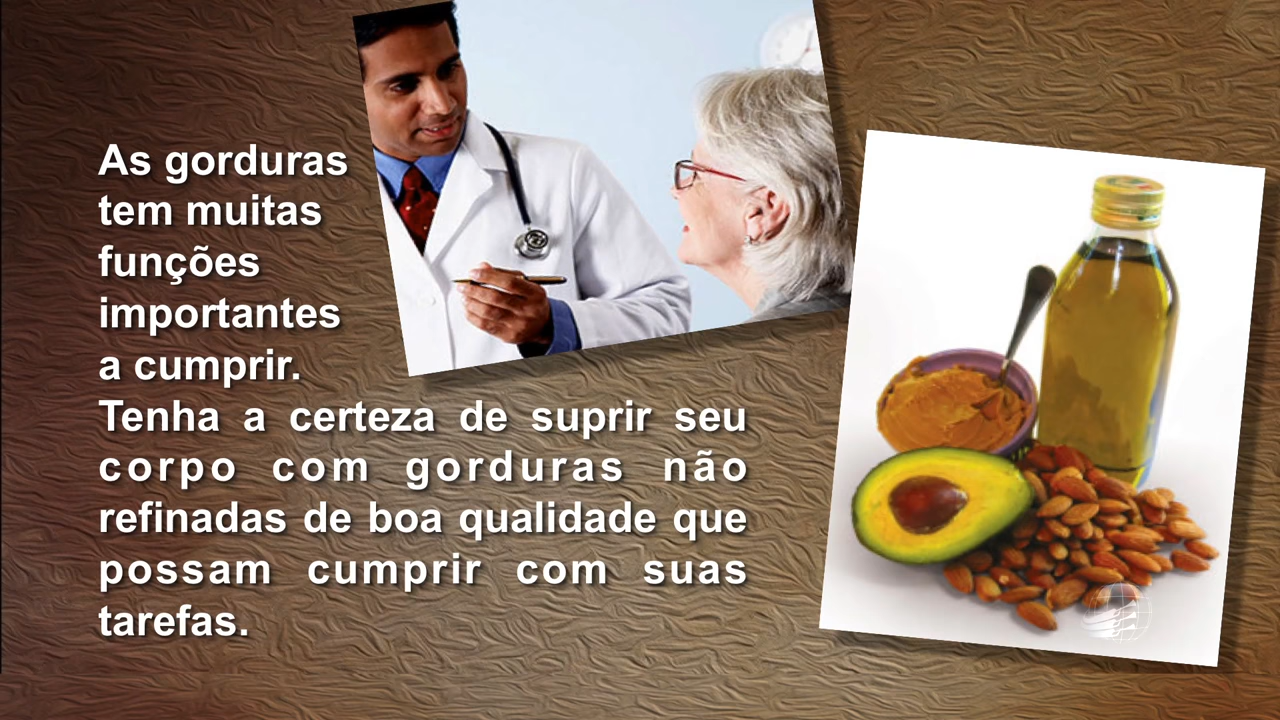 As gorduras
tem muitas
funções
importantes
a cumprir.
Tenha a certeza de suprir seu
corpo com gorduras não
refinadas de boa qualidade que
possam cumprir com suas
tarefas.